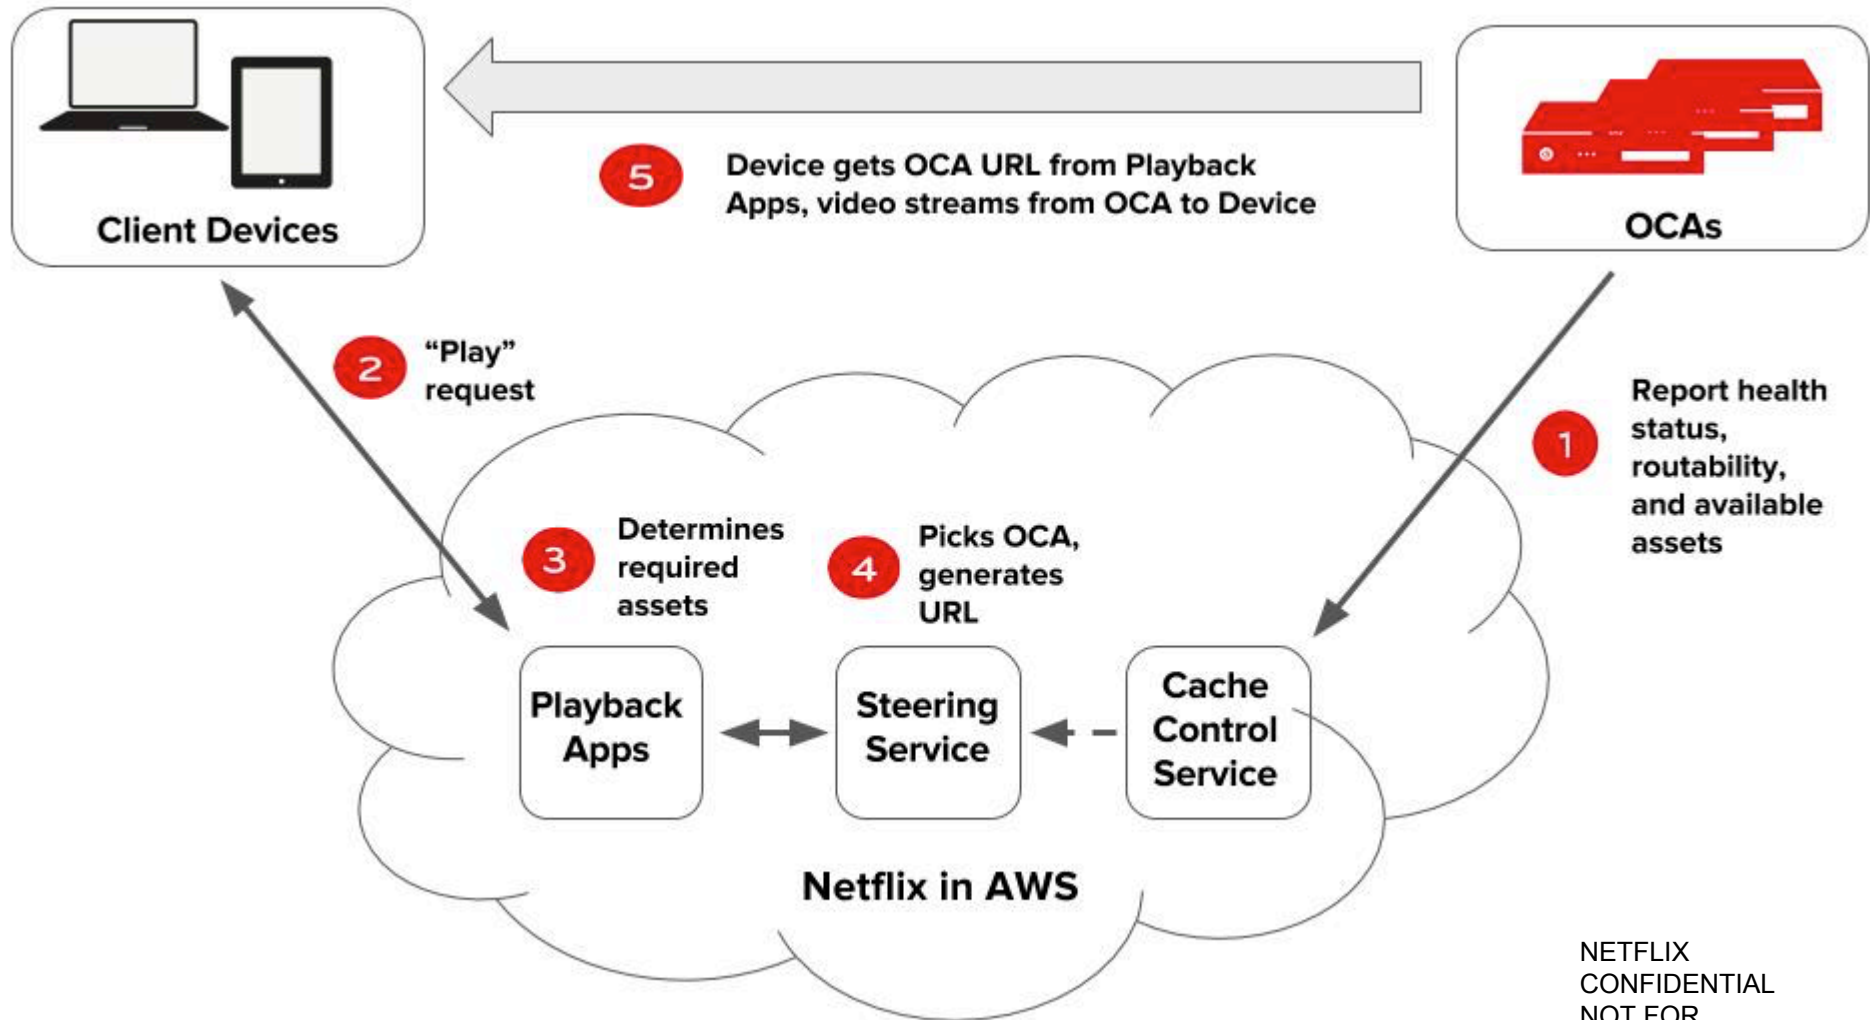 5
Device gets OCA URL from Playback
Apps, video streams from OCA to Device
Client Devices
OCAs
2
“Play”
request
1
Report health
status,
routability,
and available
assets
3
Determines
required
assets
4
Picks OCA,
generates
URL
Playback
Apps
Steering
Service
Cache
Control
Service
Netflix in AWS
NETFLIX
CONFIDENTIAL
NOT FOR